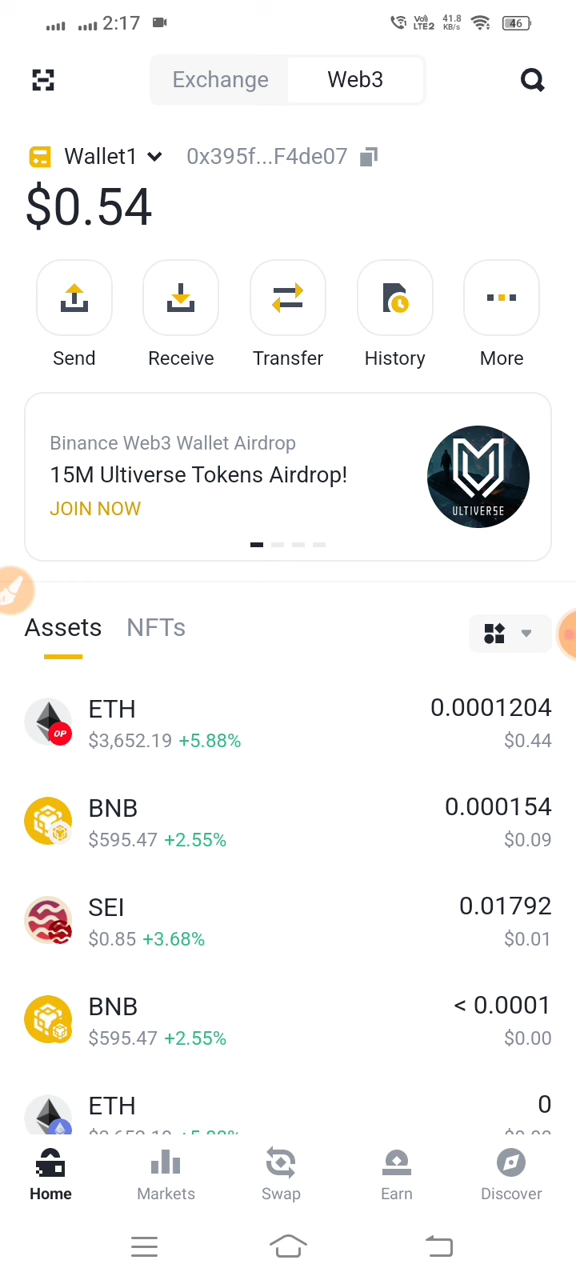 2:17
Voii LTE2
41.8 KB/s
46
Exchange
Web3
Wallet1
0x395f...F4de07
$0.54
Send
Receive
Transfer
History
More
Binance Web3 Wallet Airdrop
15M Ultiverse Tokens Airdrop!
JOIN NOW
ULTIVERSE
Assets
NFTs
ETH
0.0001204
OP
$3,652.19 +5.88%
$0.44
BNB
0.000154
$595.47 +2.55%
$0.09
SEI
0.01792
$0.85 +3.68%
$0.01
BNB
< 0.0001
$595.47 +2.55%
$0.00
ETH
0
Home
Markets
Swap
Earn
Discover